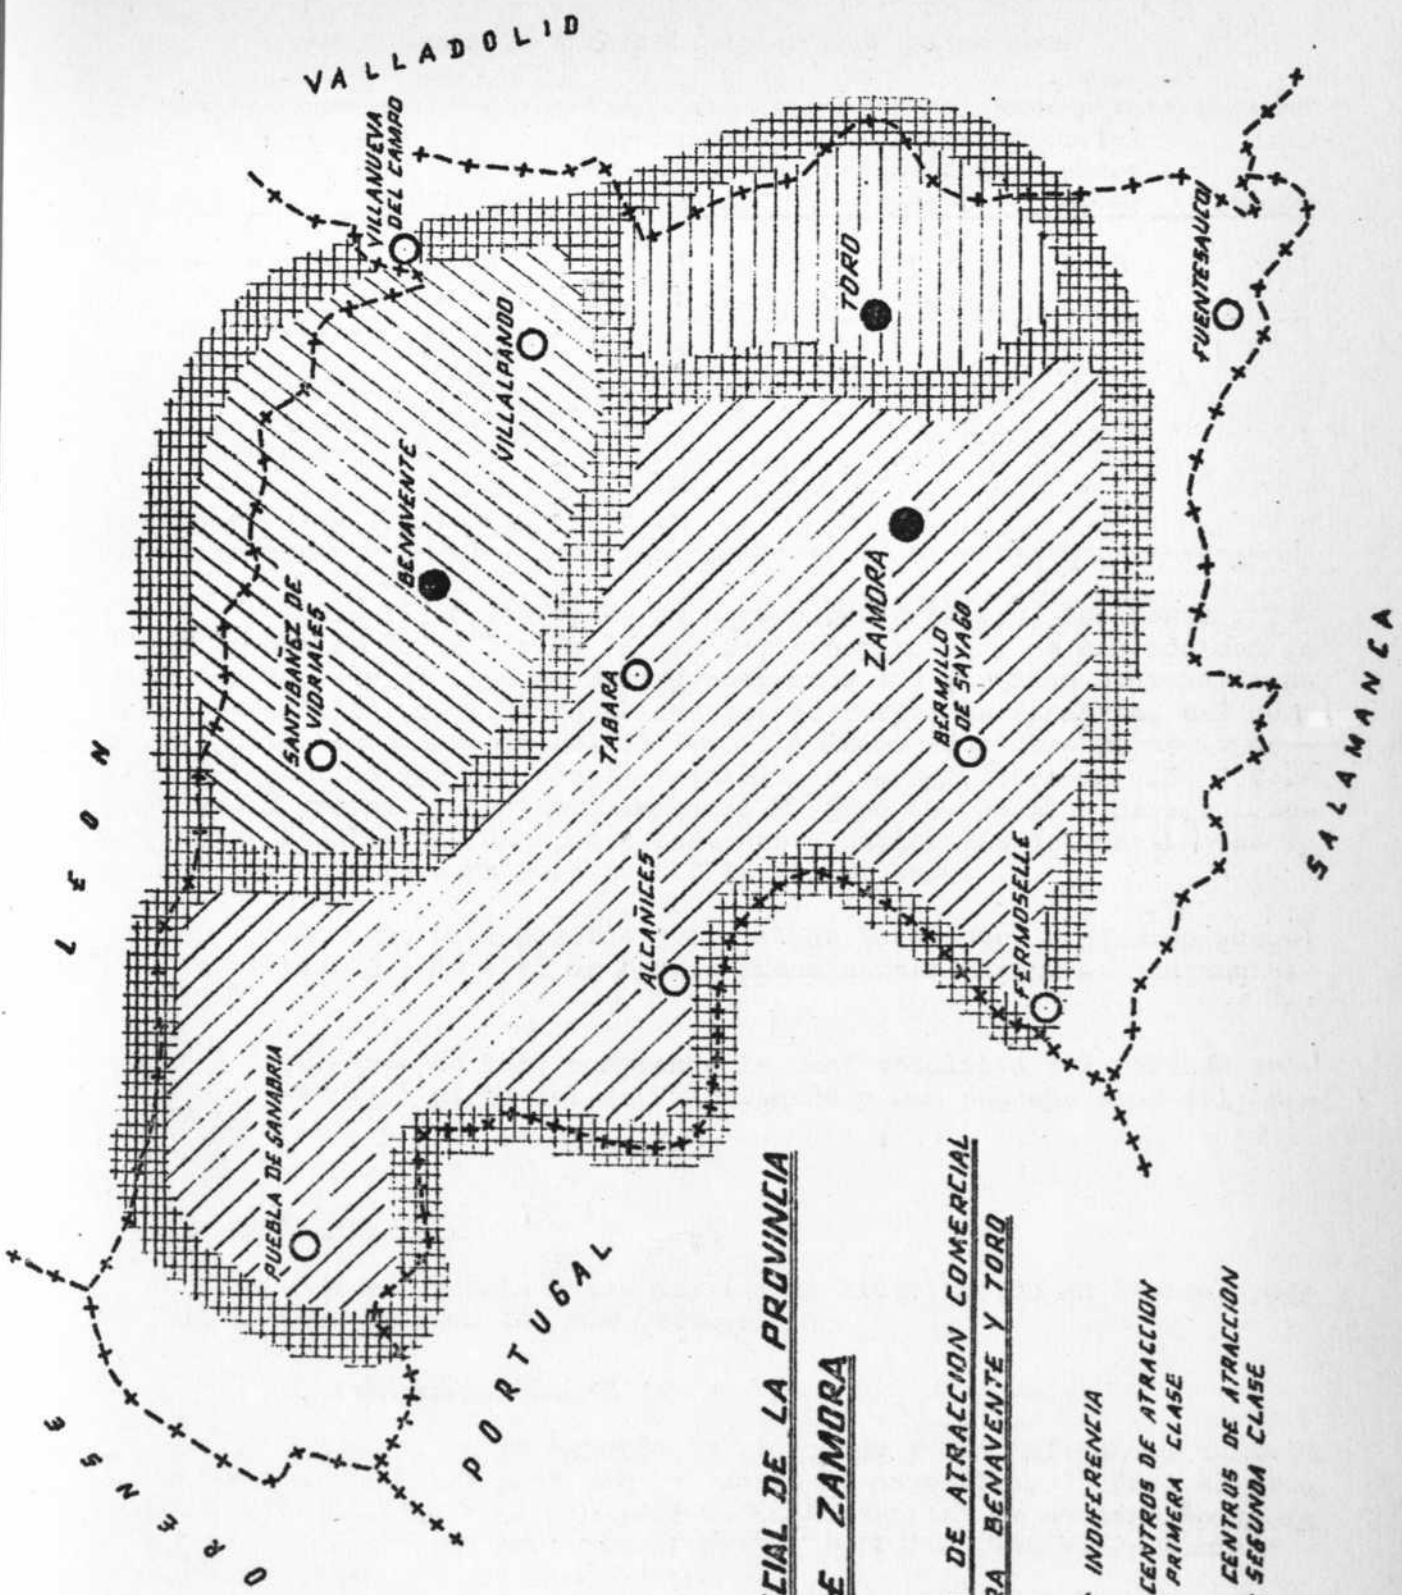 VALLADOLID
VILLANUEVA
DEL CAMPO
VILLALPANDO
TORO
FUENTESAUCO
BENAVENTE
SANTIBANEZ DE
VIDRIALES
ZAMORA
TABARA
BERMILLO
DE SAYAGO
LEON
SALAMANCA
ALCAÑICES
FERMOSELLE
PUEBLA DE SANABRIA
PORTUGAL
ORENSE
CIAL DE LA PROVINCIA
E ZAMORA
DE ATRACCION COMERCIAL
RA BENAVENTE Y TORO
INDIFERENCIA
CENTROS DE ATRACCION
PRIMERA CLASE
CENTROS DE ATRACCION
SEGUNDA CLASE